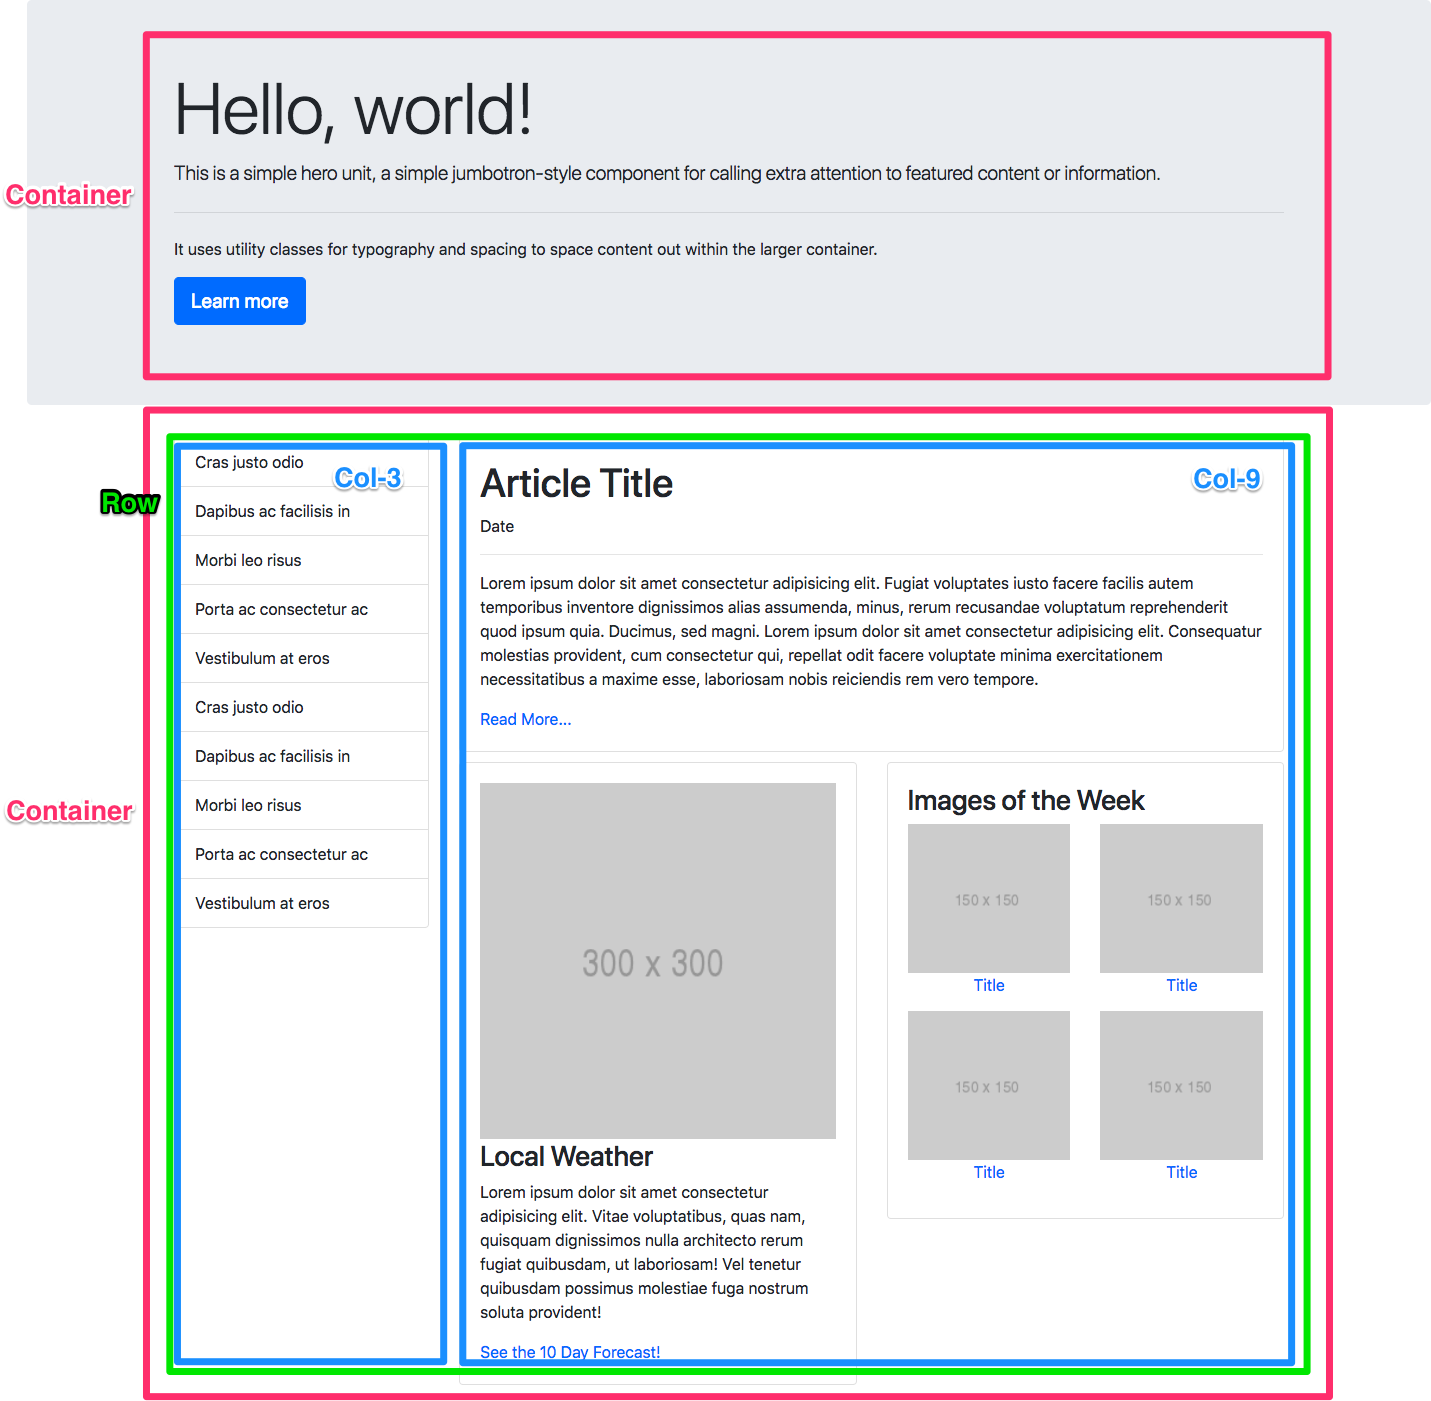 Hello, world!
This is a simple hero unit, a simple jumbotron-style component for calling extra attention to featured content or information.
Container
It uses utility classes for typography and spacing to space content out within the larger container.
Learn more
Row
Container
Col-3
Cras justo odio
Dapibus ac facilisis in
Morbi leo risus
Porta ac consectetur ac
Vestibulum at eros
Cras justo odio
Dapibus ac facilisis in
Morbi leo risus
Porta ac consectetur ac
Vestibulum at eros
Col-9
Article Title
Date
Lorem ipsum dolor sit amet consectetur adipisicing elit. Fugiat voluptates iusto facere facilis autem
temporibus inventore dignissimos alias assumenda, minus, rerum recusandae voluptatum reprehenderit
quod ipsum quia. Ducimus, sed magni. Lorem ipsum dolor sit amet consectetur adipisicing elit. Consequatur
molestias provident, cum consectetur qui, repellat odit facere voluptate minima exercitationem
necessitatibus a maxime esse, laboriosam nobis reiciendis rem vero tempore.
Read More...
300 x 300
Local Weather
Lorem ipsum dolor sit amet consectetur
adipisicing elit. Vitae voluptatibus, quas nam,
quisquam dignissimos nulla architecto rerum
fugiat quibusdam, ut laboriosam! Vel tenetur
quibusdam possimus molestiae fuga nostrum
soluta provident!
See the 10 Day Forecast!
Images of the Week
150 x 150
150 x 150
Title
Title
150 x 150
150 x 150
Title
Title